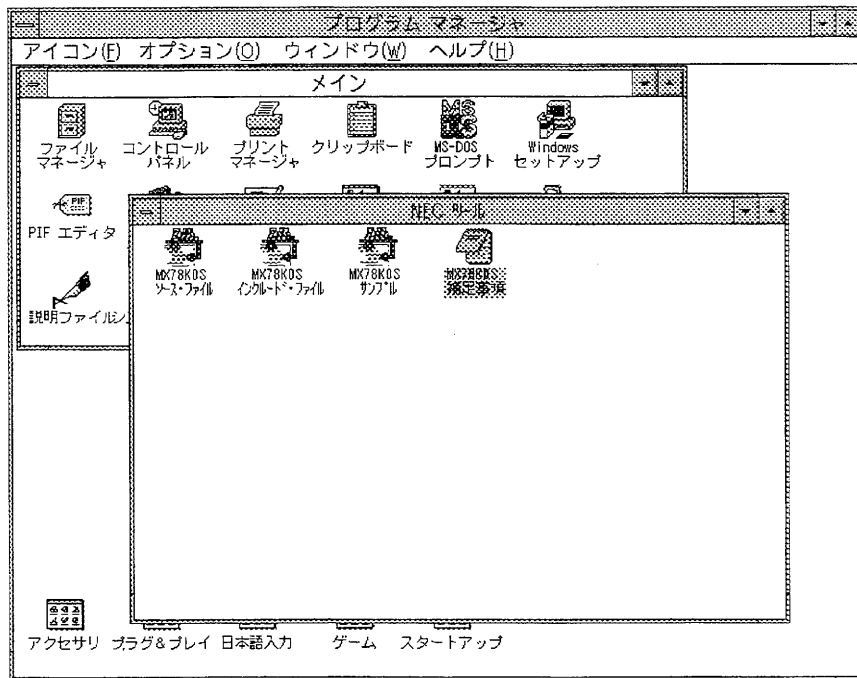 プログラム マネージャ
アイコン(F) オプション(O) ウィンドウ(W) ヘルプ(H)
メイン
ファイル
マネージャ
コントロール
パネル
プリント
マネージャ
クリップボード
MS-DOS
プロンプト
Windows
セットアップ
PIF エディタ
説明ファイル
NEC ツール
MX78K0S
ソース・ファイル
MX78K0S
インクルード・ファイル
MX78K0S
サンプル
MX78K0S
補足事項
アクセサリ
プラグ&プレイ
日本語入力
ゲーム
スタートアップ